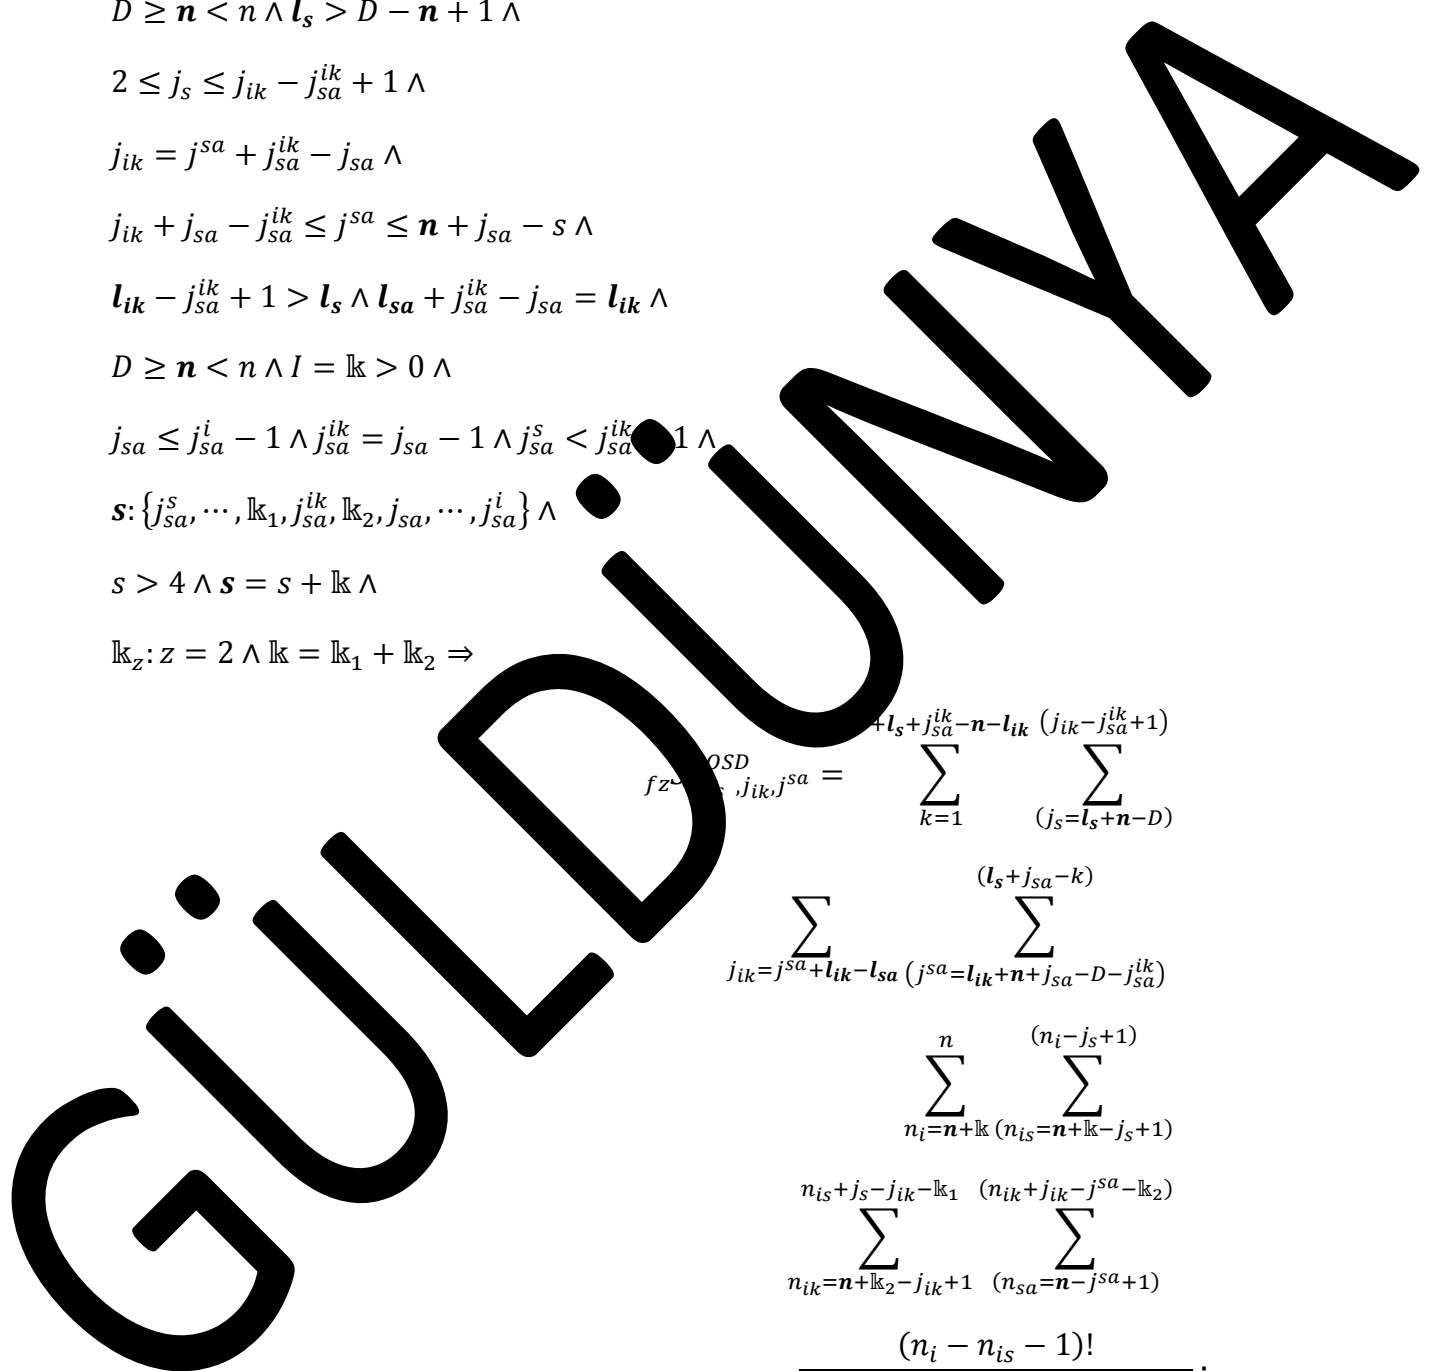 D ≥ n < n ∧ l_s > D − n + 1 ∧
2 ≤ j_s ≤ j_{ik} − j_{sa}^{ik} + 1 ∧
j_{ik} = j^{sa} + j_{sa}^{ik} − j_{sa} ∧
j_{ik} + j_{sa} − j_{sa}^{ik} ≤ j^{sa} ≤ n + j_{sa} − s ∧
l_{ik} − j_{sa}^{ik} + 1 > l_s ∧ l_{sa} + j_{sa}^{ik} − j_{sa} = l_{ik} ∧
D ≥ n < n ∧ I = 𝕜 > 0 ∧
j_{sa} ≤ j_{sa}^{i} − 1 ∧ j_{sa}^{ik} = j_{sa} − 1 ∧ j_{sa}^{s} < j_{sa}^{ik} 1 ∧
s: {j_{sa}^{s}, ⋯, 𝕜_1, j_{sa}^{ik}, 𝕜_2, j_{sa}, ⋯, j_{sa}^{i}} ∧
s > 4 ∧ s = s + 𝕜 ∧
𝕜_z: z = 2 ∧ 𝕜 = 𝕜_1 + 𝕜_2 ⇒
+l_s+j_{sa}^{ik}−n−l_{ik} (j_{ik}−j_{sa}^{ik}+1)
fz OSD ,j_{ik},j^{sa} = ∑ ∑
k=1 (j_s=l_s+n−D)
(l_s+j_{sa}−k)
∑ ∑
j_{ik}=j^{sa}+l_{ik}−l_{sa} (j^{sa}=l_{ik}+n+j_{sa}−D−j_{sa}^{ik})
n (n_i−j_s+1)
∑ ∑
n_i=n+𝕜 (n_{is}=n+𝕜−j_s+1)
n_{is}+j_s−j_{ik}−𝕜_1 (n_{ik}+j_{ik}−j^{sa}−𝕜_2)
∑ ∑
n_{ik}=n+𝕜_2−j_{ik}+1 (n_{sa}=n−j^{sa}+1)
(n_i − n_{is} − 1)!
GÜLDÜNYA